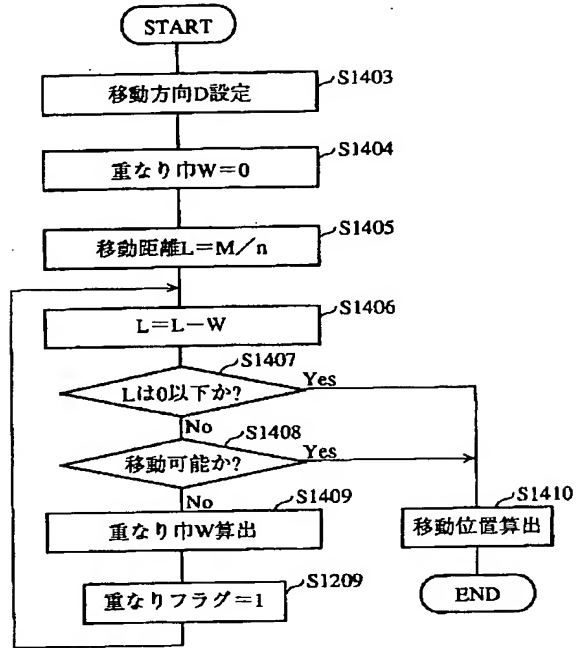 START
S1403
移動方向D設定
S1404
重なり巾W=0
S1405
移動距離L=M/n
S1406
L=L-W
S1407
Lは0以下か?
Yes
No
S1408
移動可能か?
Yes
No
S1409
重なり巾W算出
S1410
移動位置算出
S1209
重なりフラグ=1
END